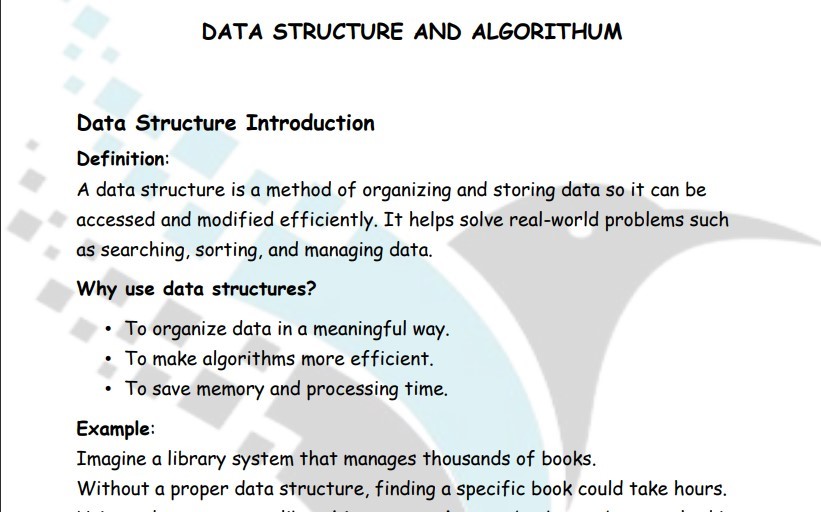 DATA STRUCTURE AND ALGORITHUM
Data Structure Introduction
Definition:
A data structure is a method of organizing and storing data so it can be
accessed and modified efficiently. It helps solve real-world problems such
as searching, sorting, and managing data.
Why use data structures?
• To organize data in a meaningful way.
• To make algorithms more efficient.
• To save memory and processing time.
Example:
Imagine a library system that manages thousands of books.
Without a proper data structure, finding a specific book could take hours.